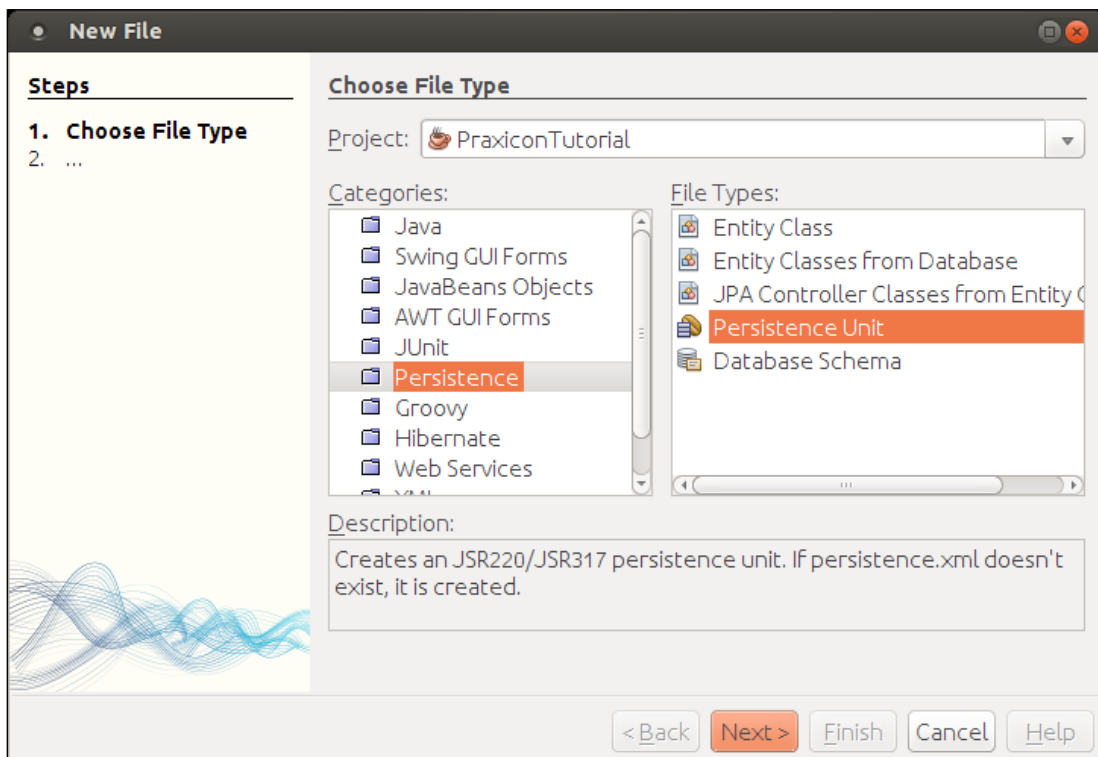 New File
Steps
1. Choose File Type
2. ...
Choose File Type
Project: PraxiconTutorial
Categories:
Java
Swing GUI Forms
JavaBeans Objects
AWT GUI Forms
JUnit
Persistence
Groovy
Hibernate
Web Services
File Types:
Entity Class
Entity Classes from Database
JPA Controller Classes from Entity
Persistence Unit
Database Schema
Description:
Creates an JSR220/JSR317 persistence unit. If persistence.xml doesn't
exist, it is created.
< Back Next > Finish Cancel Help